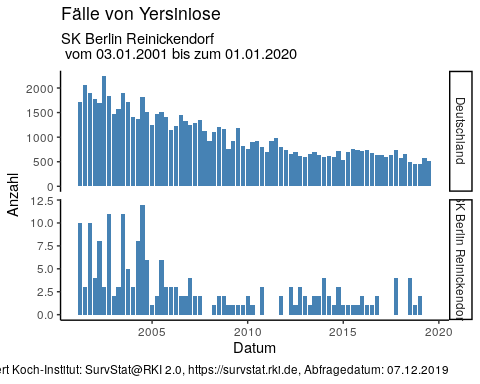 Fälle von Yersiniose
SK Berlin Reinickendorf
vom 03.01.2001 bis zum 01.01.2020
Anzahl
2000
1500
1000
500
0
Deutschland
12.5
10.0
7.5
5.0
2.5
0.0
SK Berlin Reinickendorf
2005 2010 2015 2020
Datum
ert Koch-Institut: SurvStat@RKI 2.0, https://survstat.rki.de, Abfragedatum: 07.12.2019